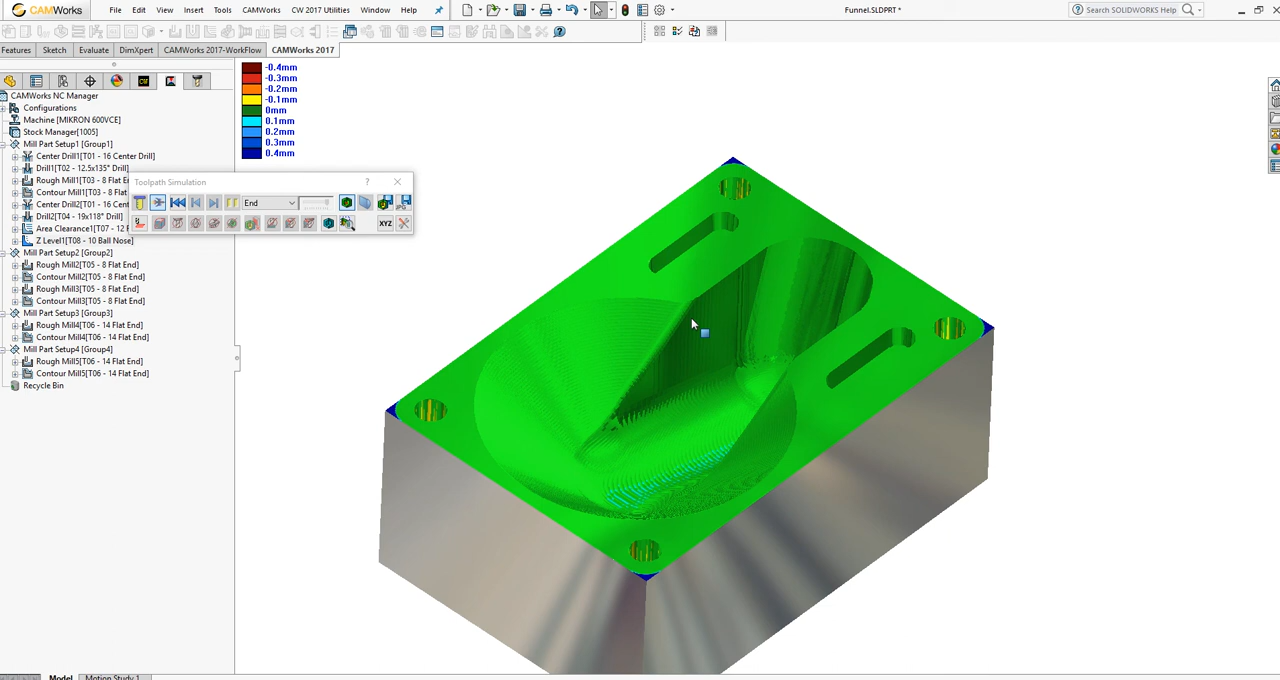 CAMWorks File Edit View Insert Tools CAMWorks CW 2017 Utilities Window Help Funnel.SLDPRT * Search SOLIDWORKS Help
Features Sketch Evaluate DimXpert CAMWorks 2017-WorkFlow CAMWorks 2017
-0.4mm
-0.3mm
-0.2mm
-0.1mm
0mm
0.1mm
0.2mm
0.3mm
0.4mm
CAMWorks NC Manager
Configurations
Machine [MIKRON 600VCE]
Stock Manager[1005]
Mill Part Setup1 [Group1]
Center Drill1[T01 - 16 Center Drill]
Drill1[T02 - 12.5x135° Drill]
Rough Mill1[T03 - 8 Flat E
Contour Mill1[T03 - 8 Flat
Center Drill2[T01 - 16 Cen
Drill2[T04 - 19x118° Drill]
Area Clearance1[T07 - 12 F
Z Level1[T08 - 10 Ball Nose]
Mill Part Setup2 [Group2]
Rough Mill2[T05 - 8 Flat End]
Contour Mill2[T05 - 8 Flat End]
Rough Mill3[T05 - 8 Flat End]
Contour Mill3[T05 - 8 Flat End]
Mill Part Setup3 [Group3]
Rough Mill4[T06 - 14 Flat End]
Contour Mill4[T06 - 14 Flat End]
Mill Part Setup4 [Group4]
Rough Mill5[T06 - 14 Flat End]
Contour Mill5[T06 - 14 Flat End]
Recycle Bin
Toolpath Simulation ?
End
XYZ
Model Motion Study 1